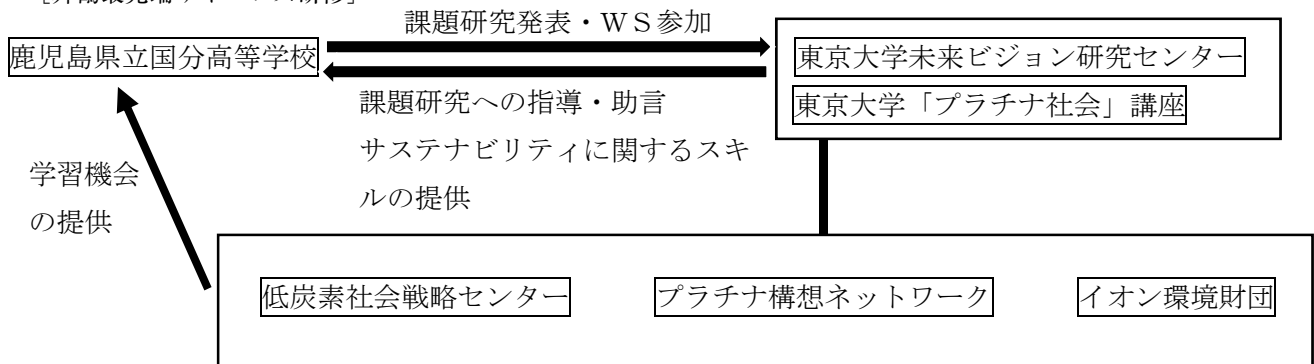 課題研究発表・WS参加
鹿児島県立国分高等学校
東京大学未来ビジョン研究センター
東京大学「プラチナ社会」講座
課題研究への指導・助言
サステナビリティに関するスキ
ルの提供
学習機会
の提供
低炭素社会戦略センター
プラチナ構想ネットワーク
イオン環境財団